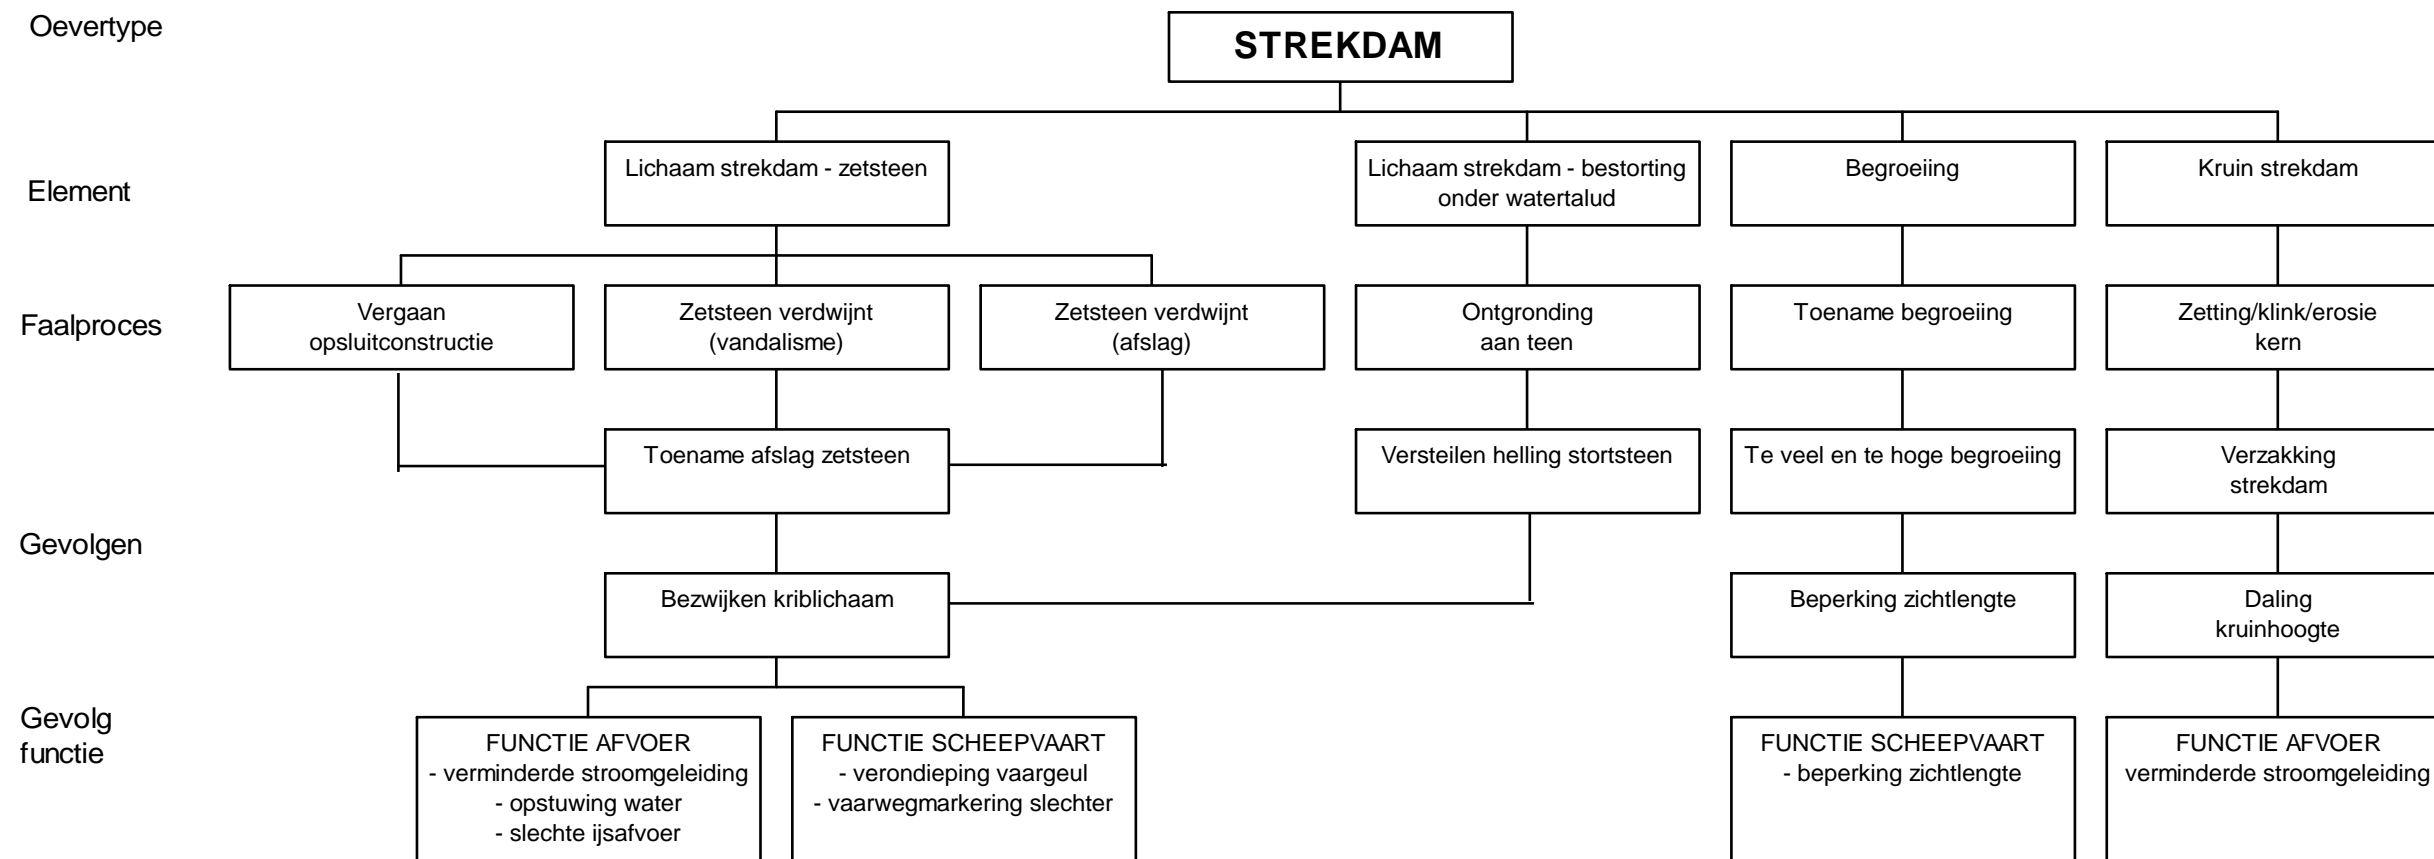 Oevertype
STREKDAM
Element
Lichaam strekdam - zetsteen
Lichaam strekdam - bestorting
onder watertalud
Begroeiing
Kruin strekdam
Faalproces
Vergaan
opsluitconstructie
Zetsteen verdwijnt
(vandalisme)
Zetsteen verdwijnt
(afslag)
Ontgronding
aan teen
Toename begroeiing
Zetting/klink/erosie
kern
Toename afslag zetsteen
Versteilen helling stortsteen
Te veel en te hoge begroeiing
Verzakking
strekdam
Gevolgen
Bezwijken kriblichaam
Beperking zichtlengte
Daling
kruinhoogte
Gevolg
functie
FUNCTIE AFVOER
- verminderde stroomgeleiding
- opstuwing water
- slechte ijsafvoer
FUNCTIE SCHEEPVAART
- verondieping vaargeul
- vaarwegmarkering slechter
FUNCTIE SCHEEPVAART
- beperking zichtlengte
FUNCTIE AFVOER
verminderde stroomgeleiding